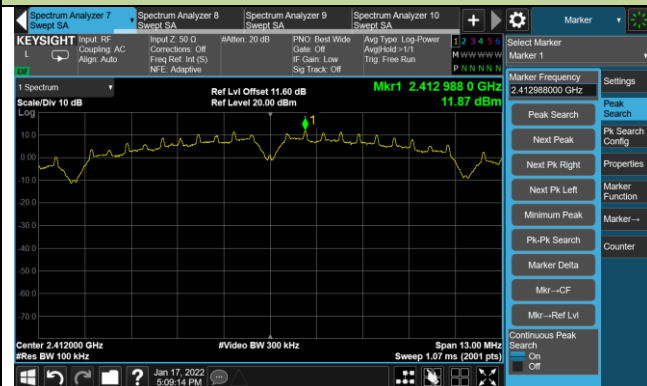 Spectrum Analyzer 7
Swept SA
Spectrum Analyzer 8
Swept SA
Spectrum Analyzer 9
Swept SA
Spectrum Analyzer 10
Swept SA
+
Marker
KEYSIGHT
L
Input: RF
Coupling: AC
Align: Auto
Input Z: 50 Ω
Corrections: Off
Freq Ref: Int (S)
NFE: Adaptive
#Atten: 20 dB
PNO: Best Wide
Gate: Off
IF Gain: Low
Sig Track: Off
Avg Type: Log-Power
Avg|Hold:>1/1
Trig: Free Run
1 2 3 4 5 6
M W W W W W
P N N N N N
Select Marker
Marker 1
1 Spectrum
Scale/Div 10 dB
Log
Ref Lvl Offset 11.60 dB
Ref Level 20.00 dBm
Mkr1 2.412 988 0 GHz
11.87 dBm
1
10.0
0.00
-10.0
-20.0
-30.0
-40.0
-50.0
-60.0
-70.0
Center 2.412000 GHz
#Res BW 100 kHz
#Video BW 300 kHz
Span 13.00 MHz
Sweep 1.07 ms (2001 pts)
Marker Frequency
2.412988000 GHz
Peak Search
Next Peak
Next Pk Right
Next Pk Left
Minimum Peak
Pk-Pk Search
Marker Delta
Mkr→CF
Mkr→Ref Lvl
Continuous Peak
Search
On
Off
Settings
Peak
Search
Pk Search
Config
Properties
Marker
Function
Marker→
Counter
?
Jan 17, 2022
5:09:14 PM